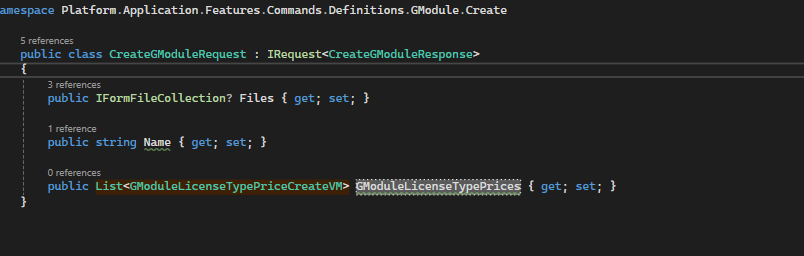 amespace Platform.Application.Features.Commands.Definitions.GModule.Create
5 references
public class CreateGModuleRequest : IRequest<CreateGModuleResponse>
{
3 references
public IFormFileCollection? Files { get; set; }
1 reference
public string Name { get; set; }
0 references
public List<GModuleLicenseTypePriceCreateVM> GModuleLicenseTypePrices { get; set; }
}